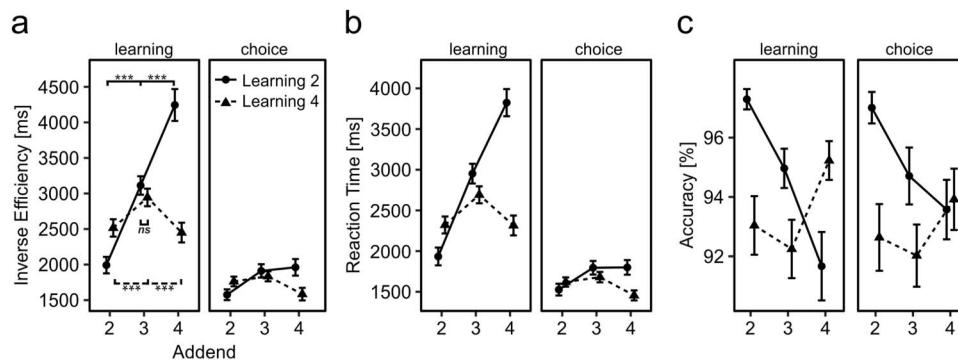 a
learning
choice
Inverse Efficiency [ms]
4500
4000
3500
3000
2500
2000
1500
*** ***
ns
*** ***
Learning 2
Learning 4
2 3 4
2 3 4
Addend
b
learning
choice
Reaction Time [ms]
4000
3500
3000
2500
2000
1500
2 3 4
2 3 4
c
learning
choice
Accuracy [%]
96
94
92
2 3 4
2 3 4